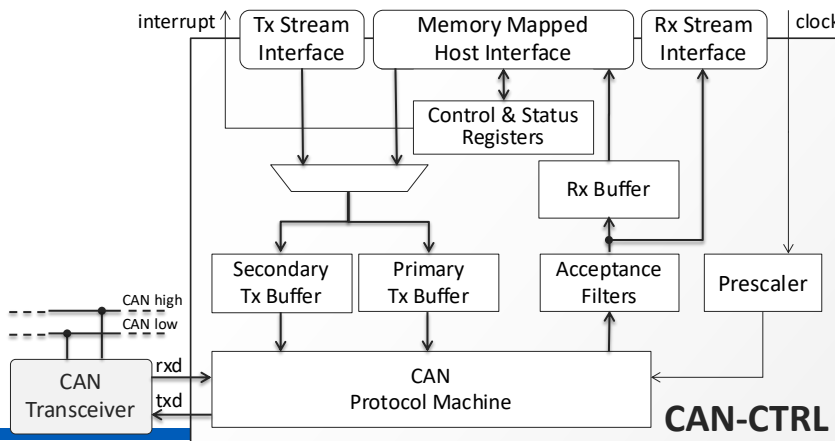 interrupt
Tx Stream
Interface
Memory Mapped
Host Interface
Rx Stream
Interface
clock
Control & Status
Registers
Rx Buffer
Secondary
Tx Buffer
Primary
Tx Buffer
Acceptance
Filters
Prescaler
CAN high
CAN low
rxd
CAN
Transceiver
txd
CAN
Protocol Machine
CAN-CTRL